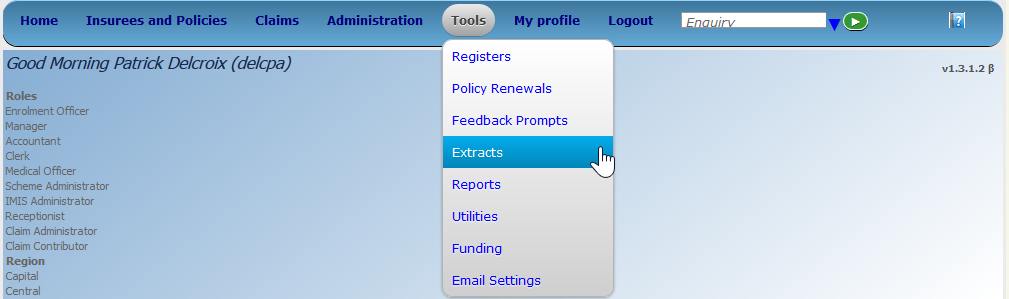 Home Insurees and Policies Claims Administration Tools My profile Logout Enquiry
Good Morning Patrick Delcroix (delcpa)
v1.3.1.2 β
Roles
Enrolment Officer
Manager
Accountant
Clerk
Medical Officer
Scheme Administrator
IMIS Administrator
Receptionist
Claim Administrator
Claim Contributor
Region
Capital
Central
Registers
Policy Renewals
Feedback Prompts
Extracts
Reports
Utilities
Funding
Email Settings